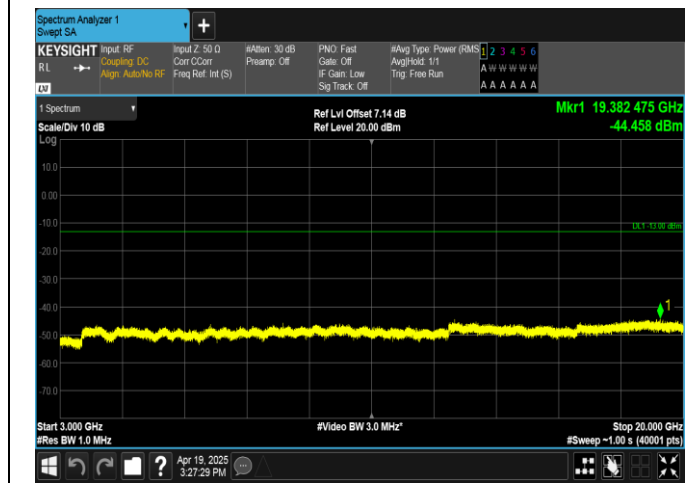 Spectrum Analyzer 1
Swept SA
KEYSIGHT
RL
LXI
Input: RF
Coupling: DC
Align: Auto/No RF
Input Z: 50 Ω
Corr CCorr
Freq Ref: Int (S)
#Atten: 30 dB
Preamp: Off
PNO: Fast
Gate: Off
IF Gain: Low
Sig Track: Off
#Avg Type: Power (RMS
Avg|Hold: 1/1
Trig: Free Run
1 2 3 4 5 6
A W W W W W
A A A A A A
1 Spectrum
Scale/Div 10 dB
Log
Ref Lvl Offset 7.14 dB
Ref Level 20.00 dBm
Mkr1 19.382 475 GHz
-44.458 dBm
10.0
0.00
-10.0
DL1 -13.00 dBm
-20.0
-30.0
-40.0
1
-50.0
-60.0
-70.0
Start 3.000 GHz
#Res BW 1.0 MHz
#Video BW 3.0 MHz*
Stop 20.000 GHz
#Sweep ~1.00 s (40001 pts)
?
Apr 19, 2025
3:27:29 PM